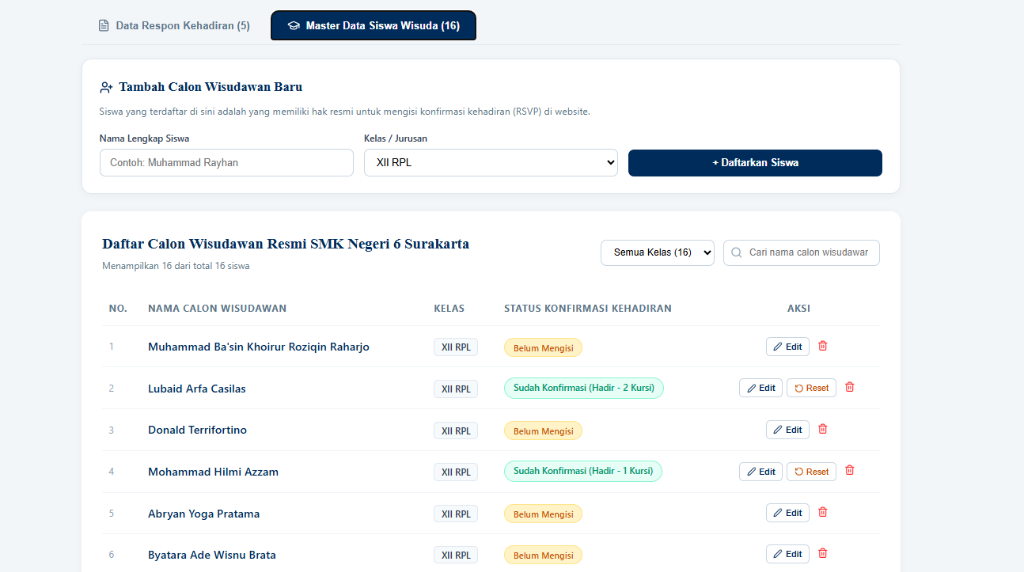 Data Respon Kehadiran (5)
Master Data Siswa Wisuda (16)
Tambah Calon Wisudawan Baru
Siswa yang terdaftar di sini adalah yang memiliki hak resmi untuk mengisi konfirmasi kehadiran (RSVP) di website.
Nama Lengkap Siswa
Kelas / Jurusan
Contoh: Muhammad Rayhan
XII RPL
+ Daftarkan Siswa
Daftar Calon Wisudawan Resmi SMK Negeri 6 Surakarta
Menampilkan 16 dari total 16 siswa
Semua Kelas (16)
Cari nama calon wisudawar
NO. NAMA CALON WISUDAWAN KELAS STATUS KONFIRMASI KEHADIRAN AKSI
1 Muhammad Ba'sin Khoirur Roziqin Raharjo XII RPL Belum Mengisi Edit
2 Lubaid Arfa Casilas XII RPL Sudah Konfirmasi (Hadir - 2 Kursi) Edit Reset
3 Donald Terrifortino XII RPL Belum Mengisi Edit
4 Mohammad Hilmi Azzam XII RPL Sudah Konfirmasi (Hadir - 1 Kursi) Edit Reset
5 Abryan Yoga Pratama XII RPL Belum Mengisi Edit
6 Byatara Ade Wisnu Brata XII RPL Belum Mengisi Edit